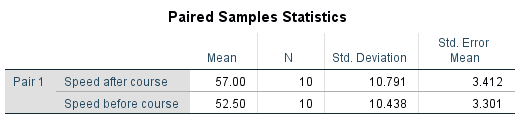 Paired Samples Statistics
Mean N Std. Deviation Std. Error Mean
Pair 1 Speed after course 57.00 10 10.791 3.412
Speed before course 52.50 10 10.438 3.301